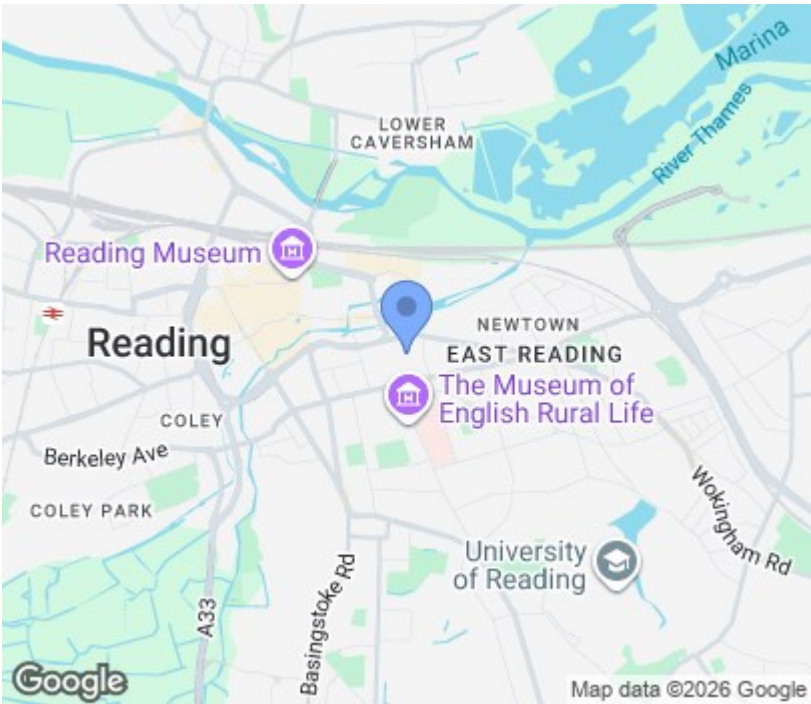 Marina
LOWER
CAVERSHAM
River Thames
Reading Museum
NEWTOWN
Reading
EAST READING
The Museum of
English Rural Life
COLEY
Berkeley Ave
COLEY PARK
Wokingham Rd
University
of Reading
A33
Basingstoke Rd
Google
Map data ©2026 Google